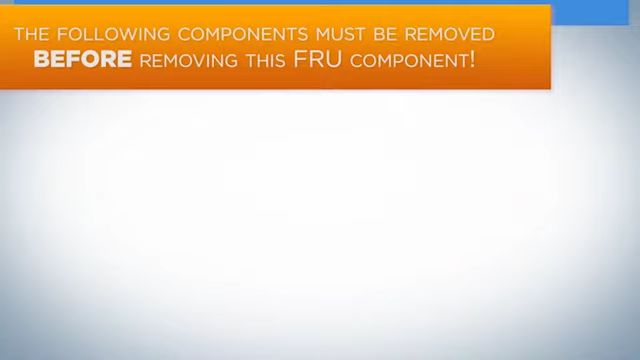 THE FOLLOWING COMPONENTS MUST BE REMOVED
BEFORE REMOVING THIS FRU COMPONENT!